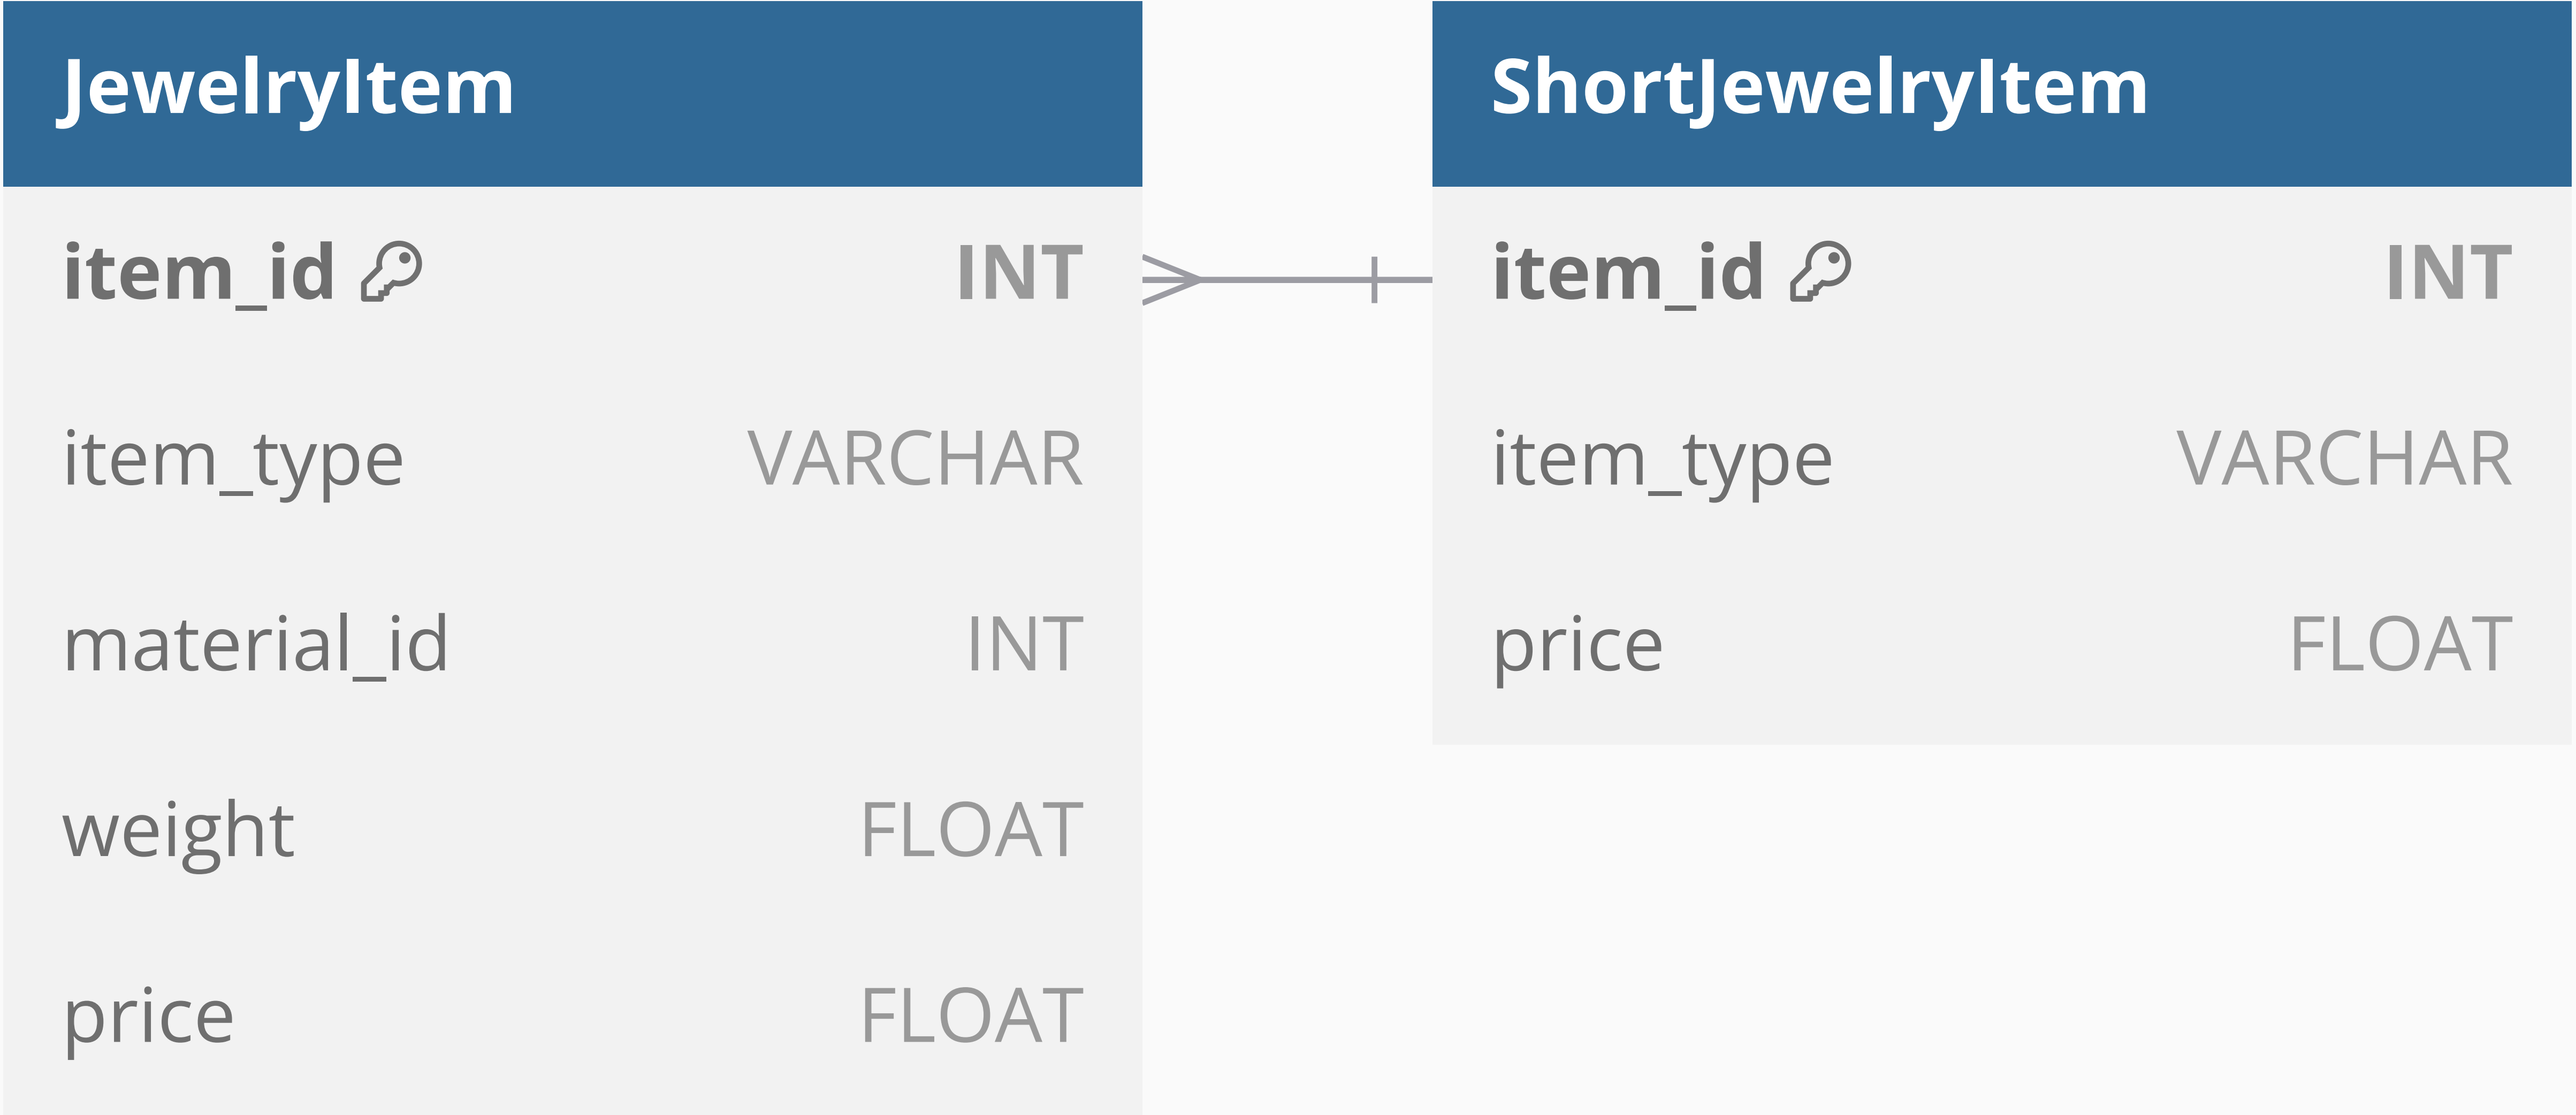 JewelryItem
item_id INT
item_type VARCHAR
material_id INT
weight FLOAT
price FLOAT
ShortJewelryItem
item_id INT
item_type VARCHAR
price FLOAT